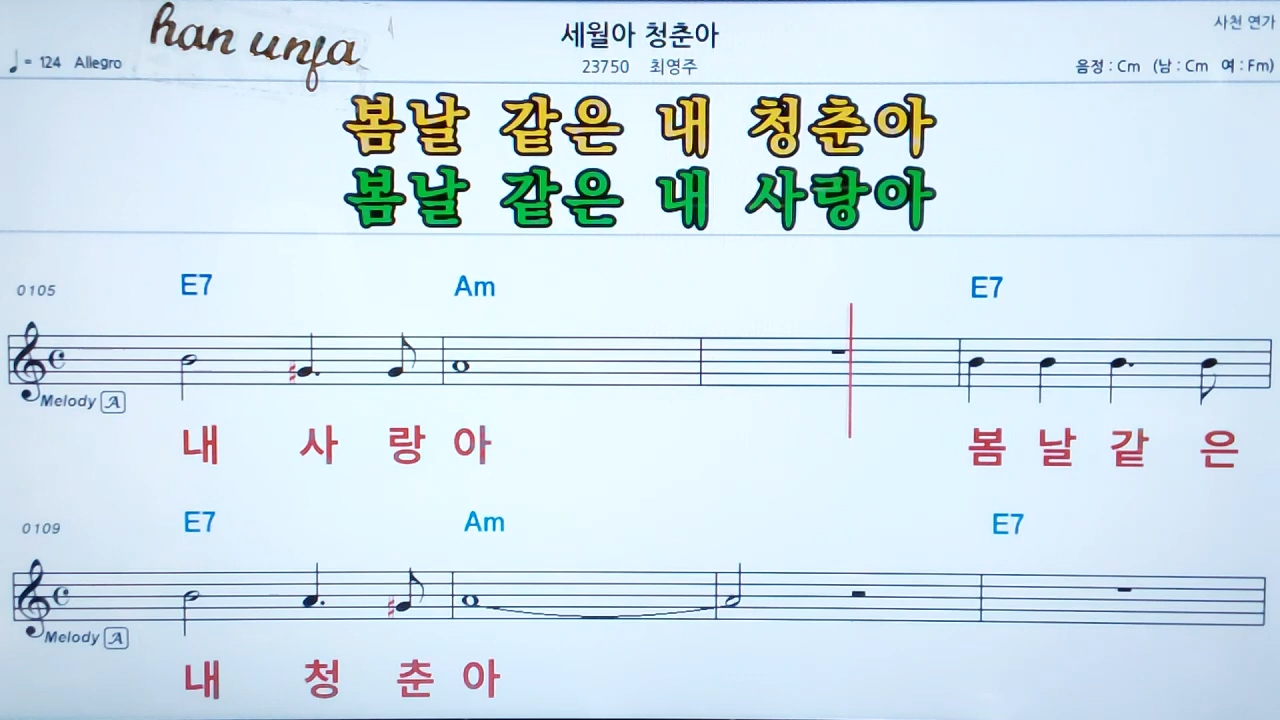 han unja
세월아 청춘아
사천 연가
♩= 124 Allegro
23750 최영주
음정 : Cm (남 : Cm 여 : Fm)
봄날 같은 내 청춘아
봄날 같은 내 사랑아
0105 E7 Am E7
Melody A
내 사 랑 아 봄 날 같 은
0109 E7 Am E7
Melody A
내 청 춘 아